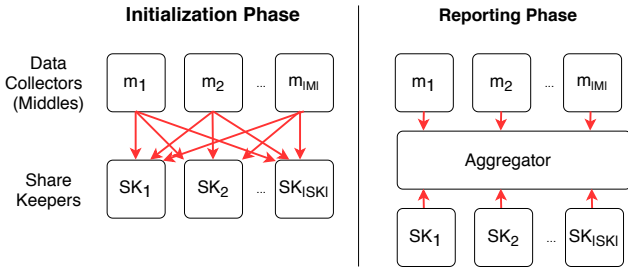 Initialization Phase
Data
Collectors
(Middles)
m1
m2
...
m|M|
Share
Keepers
SK1
SK2
...
SK|SK|
Reporting Phase
m1
m2
...
m|M|
Aggregator
SK1
SK2
...
SK|SK|